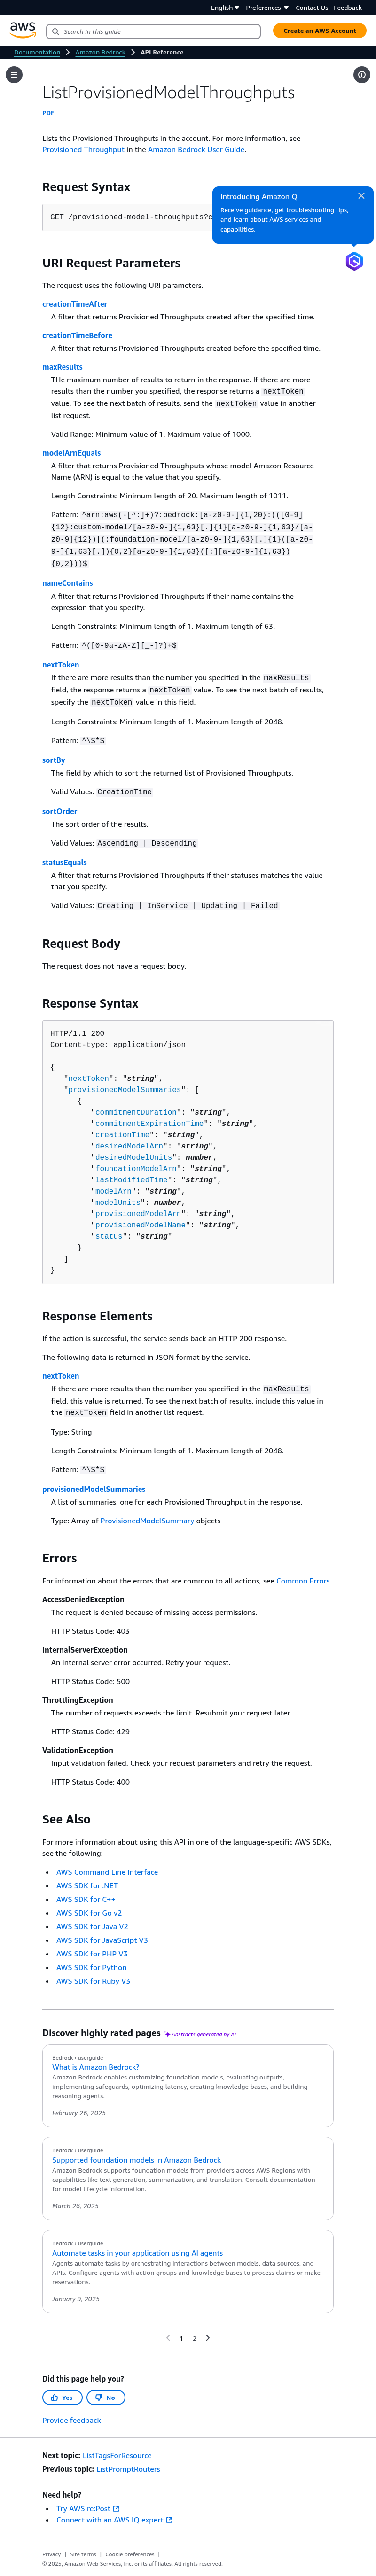 English Preferences Contact Us Feedback
aws
Search in this guide
Create an AWS Account
Documentation Amazon Bedrock API Reference
ListProvisionedModelThroughputs
PDF
Lists the Provisioned Throughputs in the account. For more information, see
Provisioned Throughput in the Amazon Bedrock User Guide.
Request Syntax
GET /provisioned-model-throughputs?c
Introducing Amazon Q
Receive guidance, get troubleshooting tips,
and learn about AWS services and
capabilities.
URI Request Parameters
The request uses the following URI parameters.
creationTimeAfter
A filter that returns Provisioned Throughputs created after the specified time.
creationTimeBefore
A filter that returns Provisioned Throughputs created before the specified time.
maxResults
THe maximum number of results to return in the response. If there are more
results than the number you specified, the response returns a nextToken
value. To see the next batch of results, send the nextToken value in another
list request.
Valid Range: Minimum value of 1. Maximum value of 1000.
modelArnEquals
A filter that returns Provisioned Throughputs whose model Amazon Resource
Name (ARN) is equal to the value that you specify.
Length Constraints: Minimum length of 20. Maximum length of 1011.
Pattern: ^arn:aws(-[^:]+)?:bedrock:[a-z0-9-]{1,20}:(([0-9]
{12}:custom-model/[a-z0-9-]{1,63}[.]{1}[a-z0-9-]{1,63}/[a-
z0-9]{12})|(:foundation-model/[a-z0-9-]{1,63}[.]{1}([a-z0-
9-]{1,63}[.]){0,2}[a-z0-9-]{1,63}([:][a-z0-9-]{1,63})
{0,2}))$
nameContains
A filter that returns Provisioned Throughputs if their name contains the
expression that you specify.
Length Constraints: Minimum length of 1. Maximum length of 63.
Pattern: ^([0-9a-zA-Z][_-]?)+$
nextToken
If there are more results than the number you specified in the maxResults
field, the response returns a nextToken value. To see the next batch of results,
specify the nextToken value in this field.
Length Constraints: Minimum length of 1. Maximum length of 2048.
Pattern: ^\S*$
sortBy
The field by which to sort the returned list of Provisioned Throughputs.
Valid Values: CreationTime
sortOrder
The sort order of the results.
Valid Values: Ascending | Descending
statusEquals
A filter that returns Provisioned Throughputs if their statuses matches the value
that you specify.
Valid Values: Creating | InService | Updating | Failed
Request Body
The request does not have a request body.
Response Syntax
HTTP/1.1 200
Content-type: application/json
{
"nextToken": "string",
"provisionedModelSummaries": [
{
"commitmentDuration": "string",
"commitmentExpirationTime": "string",
"creationTime": "string",
"desiredModelArn": "string",
"desiredModelUnits": number,
"foundationModelArn": "string",
"lastModifiedTime": "string",
"modelArn": "string",
"modelUnits": number,
"provisionedModelArn": "string",
"provisionedModelName": "string",
"status": "string"
}
]
}
Response Elements
If the action is successful, the service sends back an HTTP 200 response.
The following data is returned in JSON format by the service.
nextToken
If there are more results than the number you specified in the maxResults
field, this value is returned. To see the next batch of results, include this value in
the nextToken field in another list request.
Type: String
Length Constraints: Minimum length of 1. Maximum length of 2048.
Pattern: ^\S*$
provisionedModelSummaries
A list of summaries, one for each Provisioned Throughput in the response.
Type: Array of ProvisionedModelSummary objects
Errors
For information about the errors that are common to all actions, see Common Errors.
AccessDeniedException
The request is denied because of missing access permissions.
HTTP Status Code: 403
InternalServerException
An internal server error occurred. Retry your request.
HTTP Status Code: 500
ThrottlingException
The number of requests exceeds the limit. Resubmit your request later.
HTTP Status Code: 429
ValidationException
Input validation failed. Check your request parameters and retry the request.
HTTP Status Code: 400
See Also
For more information about using this API in one of the language-specific AWS SDKs,
see the following:
• AWS Command Line Interface
• AWS SDK for .NET
• AWS SDK for C++
• AWS SDK for Go v2
• AWS SDK for Java V2
• AWS SDK for JavaScript V3
• AWS SDK for PHP V3
• AWS SDK for Python
• AWS SDK for Ruby V3
Discover highly rated pages Abstracts generated by AI
Bedrock › userguide
What is Amazon Bedrock?
Amazon Bedrock enables customizing foundation models, evaluating outputs,
implementing safeguards, optimizing latency, creating knowledge bases, and building
reasoning agents.
February 26, 2025
Bedrock › userguide
Supported foundation models in Amazon Bedrock
Amazon Bedrock supports foundation models from providers across AWS Regions with
capabilities like text generation, summarization, and translation. Consult documentation
for model lifecycle information.
March 26, 2025
Bedrock › userguide
Automate tasks in your application using AI agents
Agents automate tasks by orchestrating interactions between models, data sources, and
APIs. Configure agents with action groups and knowledge bases to process claims or make
reservations.
January 9, 2025
1 2
Did this page help you?
Yes No
Provide feedback
Next topic: ListTagsForResource
Previous topic: ListPromptRouters
Need help?
• Try AWS re:Post
• Connect with an AWS IQ expert
Privacy | Site terms | Cookie preferences |
© 2025, Amazon Web Services, Inc. or its affiliates. All rights reserved.